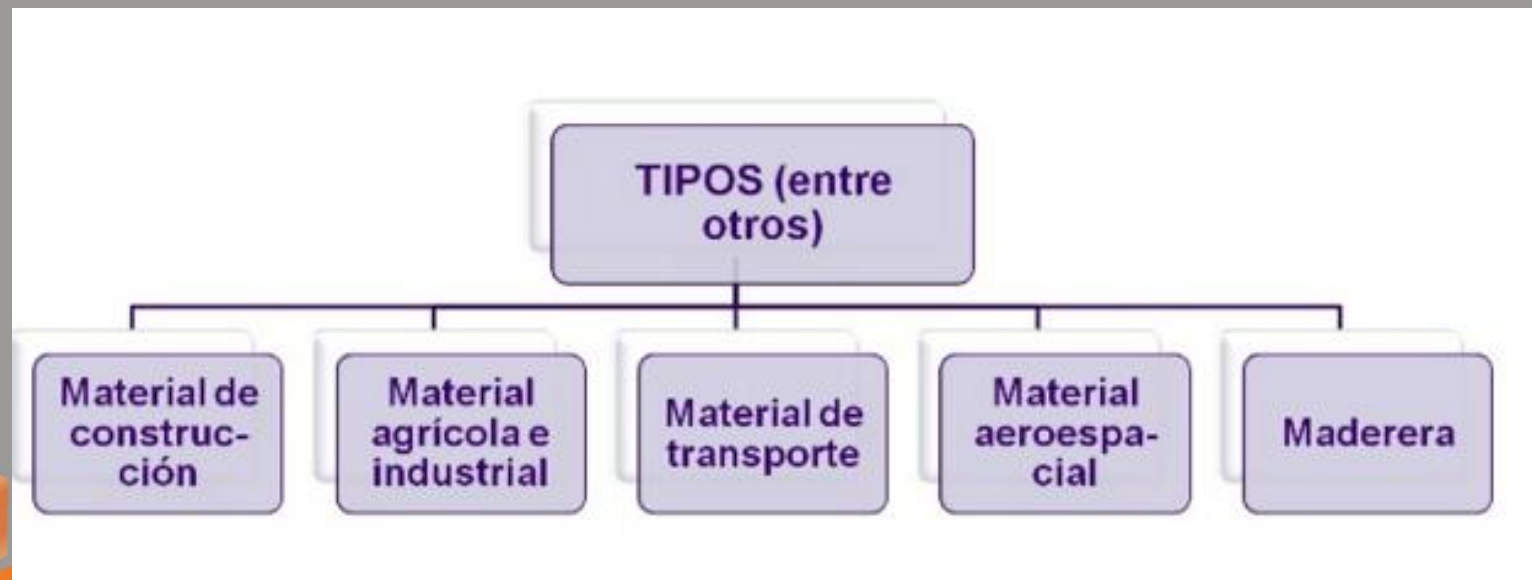 TIPOS (entre
otros)
Material de
construc-
ción
Material
agrícola e
industrial
Material de
transporte
Material
aeroespa-
cial
Maderera